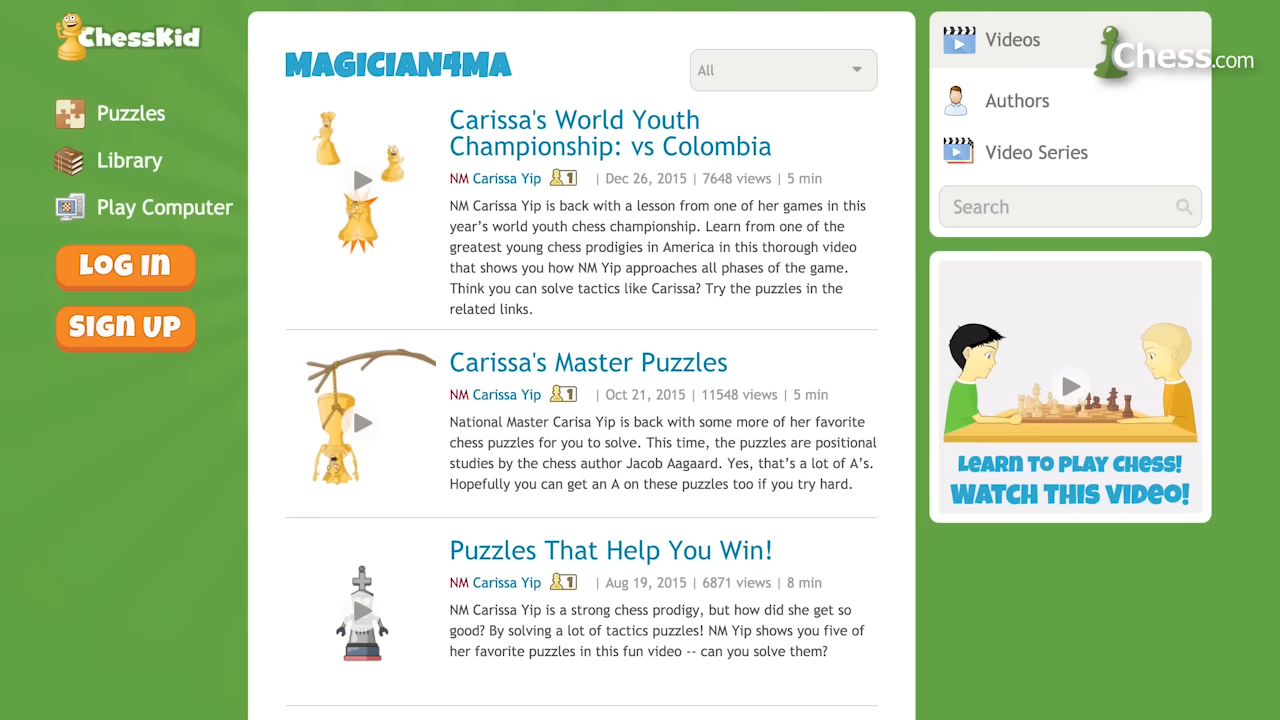 ChessKid
Puzzles
Library
Play Computer
LOG IN
SIGN UP
MAGICIAN4MA
All
Carissa's World Youth
Championship: vs Colombia
NM Carissa Yip 1 | Dec 26, 2015 | 7648 views | 5 min
NM Carissa Yip is back with a lesson from one of her games in this
year's world youth chess championship. Learn from one of the
greatest young chess prodigies in America in this thorough video
that shows you how NM Yip approaches all phases of the game.
Think you can solve tactics like Carissa? Try the puzzles in the
related links.
Carissa's Master Puzzles
NM Carissa Yip 1 | Oct 21, 2015 | 11548 views | 5 min
National Master Carisa Yip is back with some more of her favorite
chess puzzles for you to solve. This time, the puzzles are positional
studies by the chess author Jacob Aagaard. Yes, that's a lot of A's.
Hopefully you can get an A on these puzzles too if you try hard.
Puzzles That Help You Win!
NM Carissa Yip 1 | Aug 19, 2015 | 6871 views | 8 min
NM Carissa Yip is a strong chess prodigy, but how did she get so
good? By solving a lot of tactics puzzles! NM Yip shows you five of
her favorite puzzles in this fun video -- can you solve them?
Videos
Chess.com
Authors
Video Series
Search
LEARN TO PLAY CHESS!
WATCH THIS VIDEO!